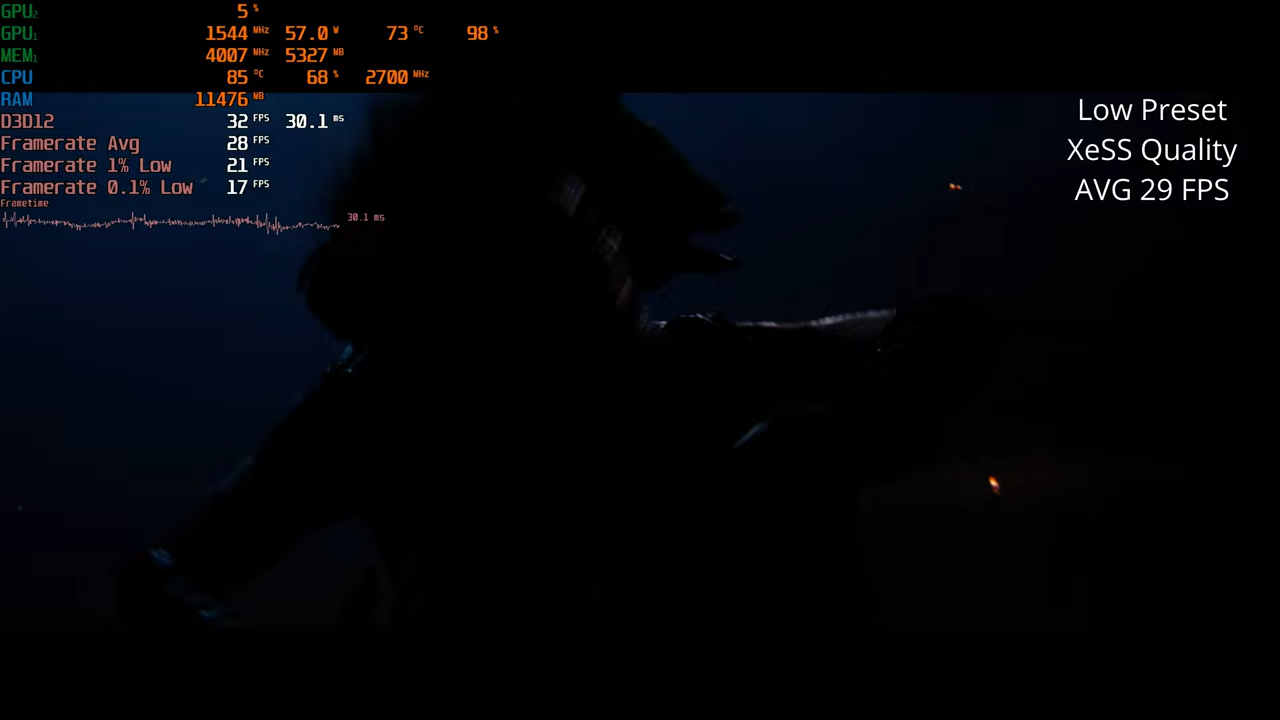 GPU2 5 %
GPU1 1544 MHz 57.0 W 73 °C 98 %
MEM1 4007 MHz 5327 MB
CPU 85 °C 68 % 2700 MHz
RAM 11476 MB
D3D12 32 FPS 30.1 ms
Framerate Avg 28 FPS
Framerate 1% Low 21 FPS
Framerate 0.1% Low 17 FPS
Frametime
30.1 ms
Low Preset
XeSS Quality
AVG 29 FPS